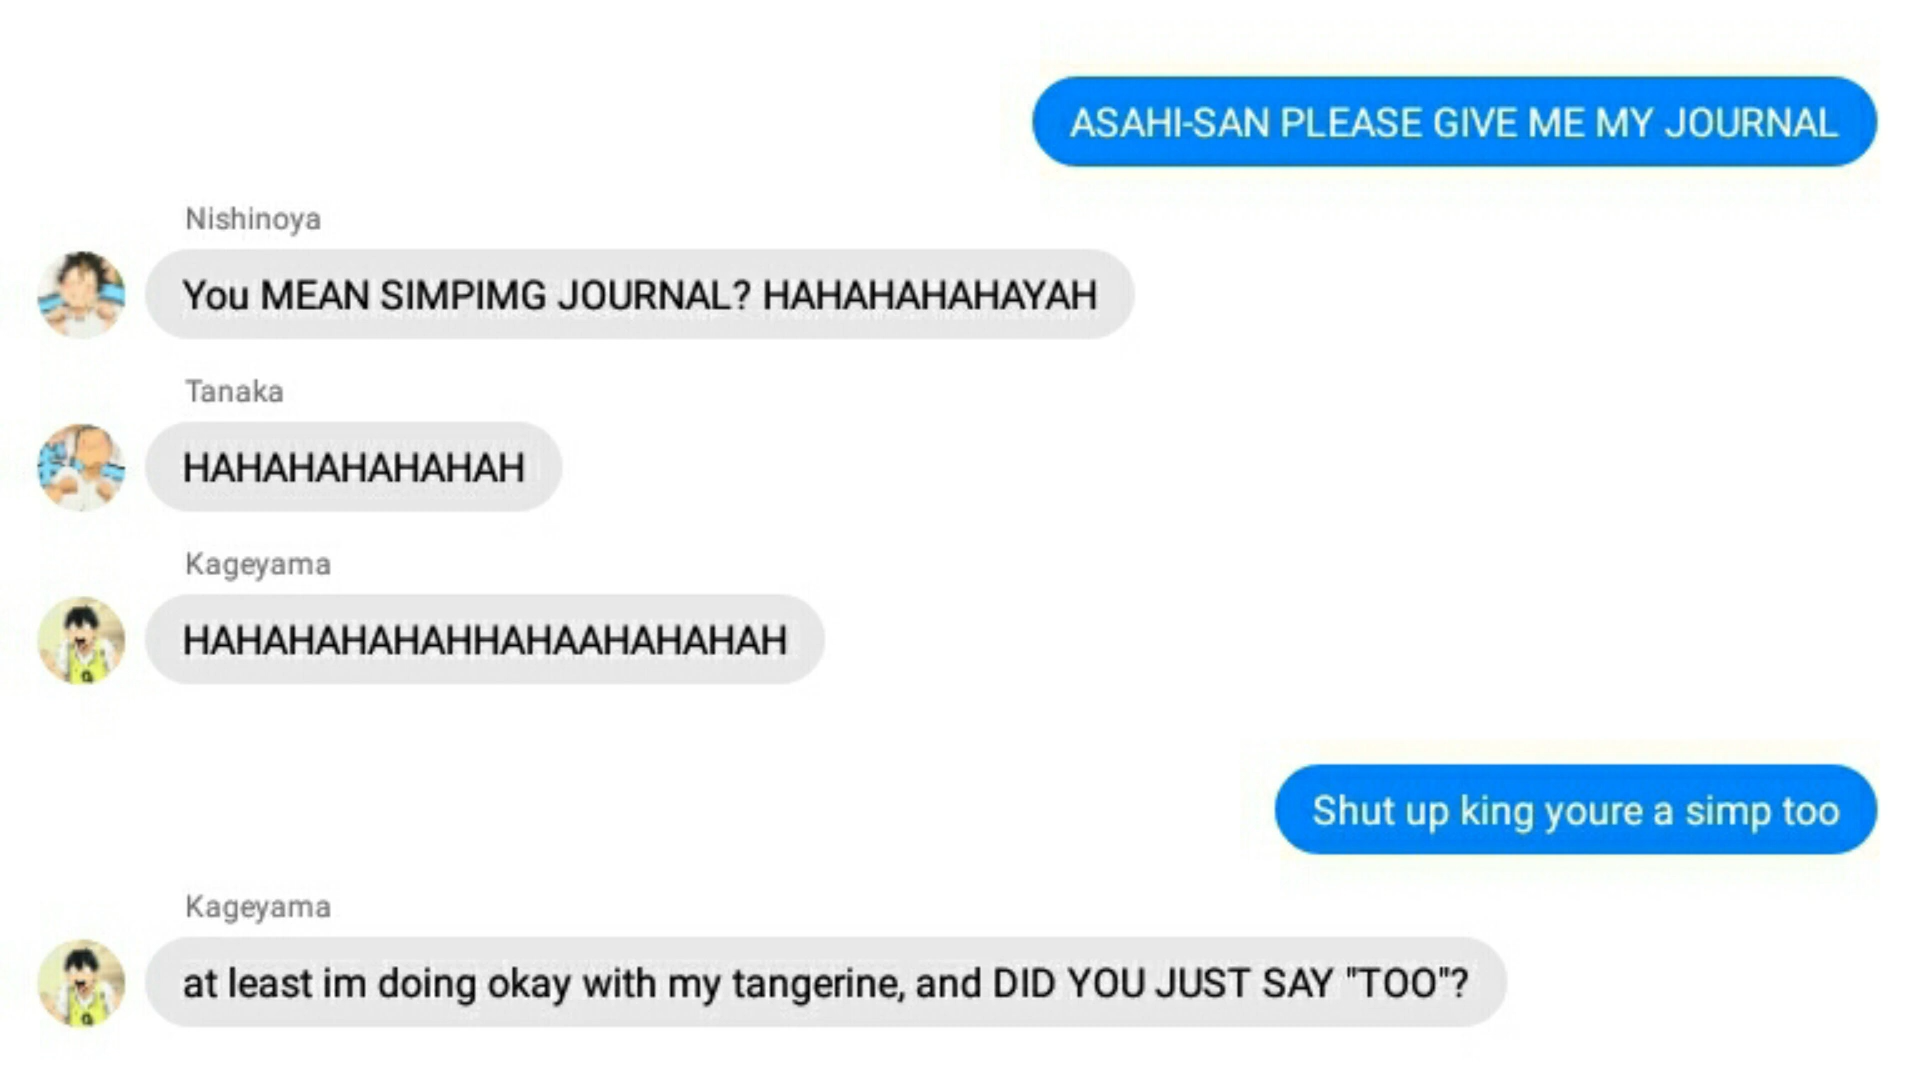 ASAHI-SAN PLEASE GIVE ME MY JOURNAL
Nishinoya
You MEAN SIMPIMG JOURNAL? HAHAHAHAHAYAH
Tanaka
HAHAHAHAHAHAH
Kageyama
HAHAHAHAHAHHAHAAHAHAHAH
Shut up king youre a simp too
Kageyama
at least im doing okay with my tangerine, and DID YOU JUST SAY "TOO"?